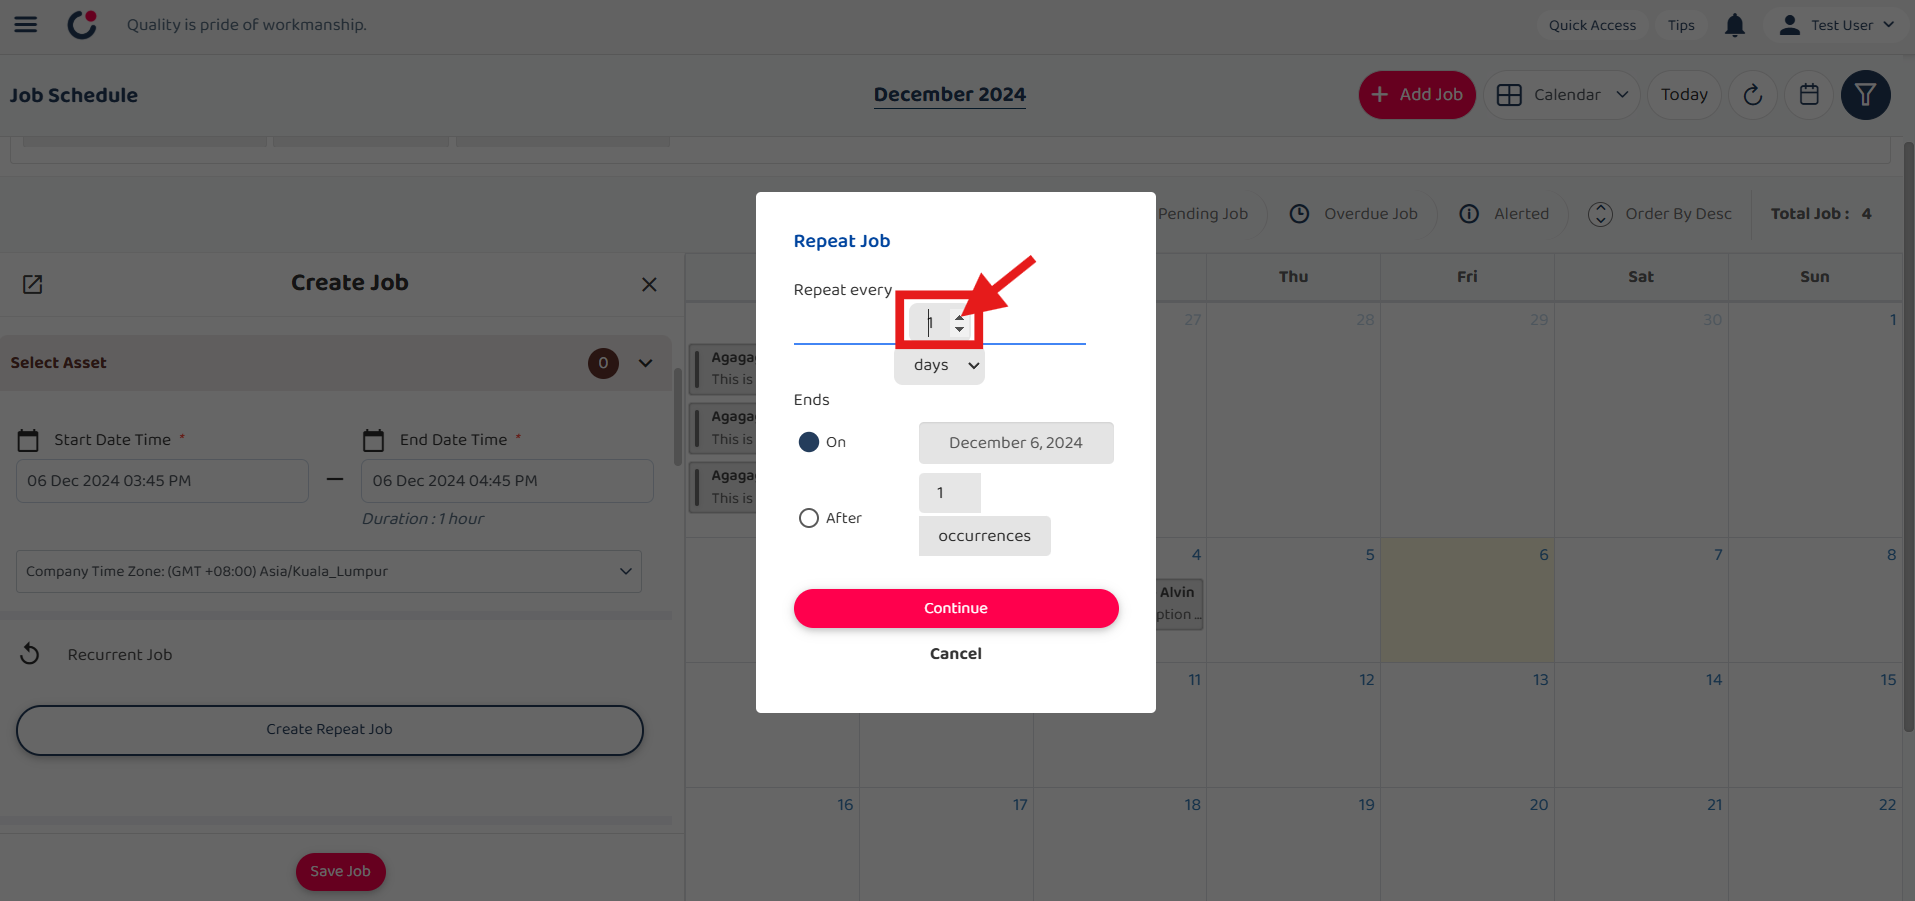 Quality is pride of workmanship.
Quick Access
Tips
Test User
Job Schedule
December 2024
+ Add Job
Calendar
Today
Pending Job
Overdue Job
Alerted
Order By Desc
Total Job : 4
Create Job
Select Asset
0
Start Date Time *
End Date Time *
06 Dec 2024 03:45 PM
—
06 Dec 2024 04:45 PM
Duration : 1 hour
Company Time Zone: (GMT +08:00) Asia/Kuala_Lumpur
Recurrent Job
Create Repeat Job
Save Job
Repeat Job
Repeat every
1
days
Ends
On
December 6, 2024
After
1
occurrences
Continue
Cancel
Thu
Fri
Sat
Sun
27
28
29
30
1
Agaga
This is
Agaga
This is
Agaga
This is
4
5
6
7
8
Alvin
ption ...
11
12
13
14
15
16
17
18
19
20
21
22